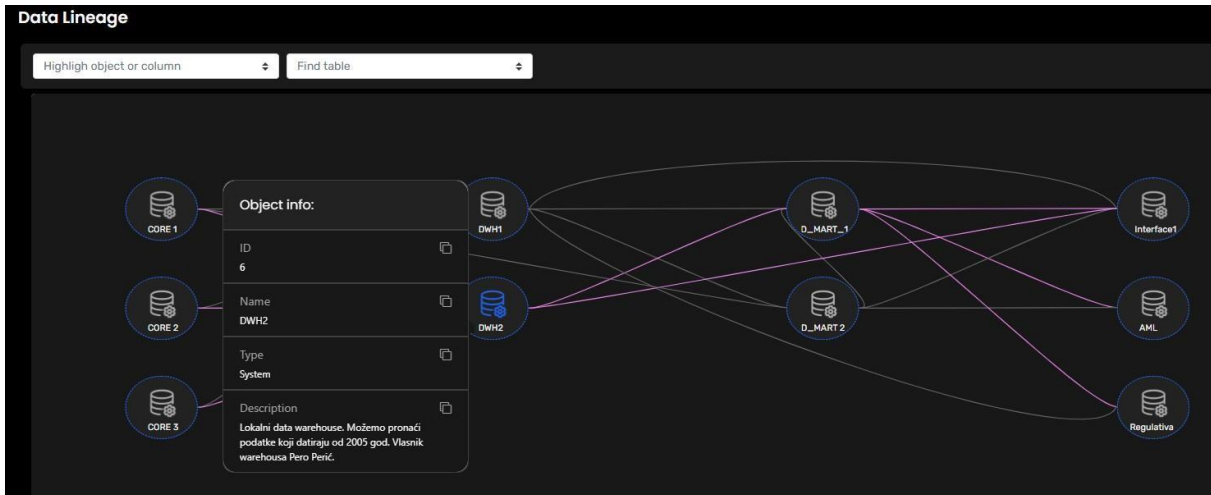 Data Lineage
Highligh object or column
Find table
CORE 1
CORE 2
CORE 3
Object info:
ID
6
Name
DWH2
Type
System
Description
Lokalni data warehouse. Možemo pronaći
podatke koji datiraju od 2005 god. Vlasnik
warehousa Pero Perić.
DWH1
DWH2
D_MART_1
D_MART 2
Interface1
AML
Regulativa